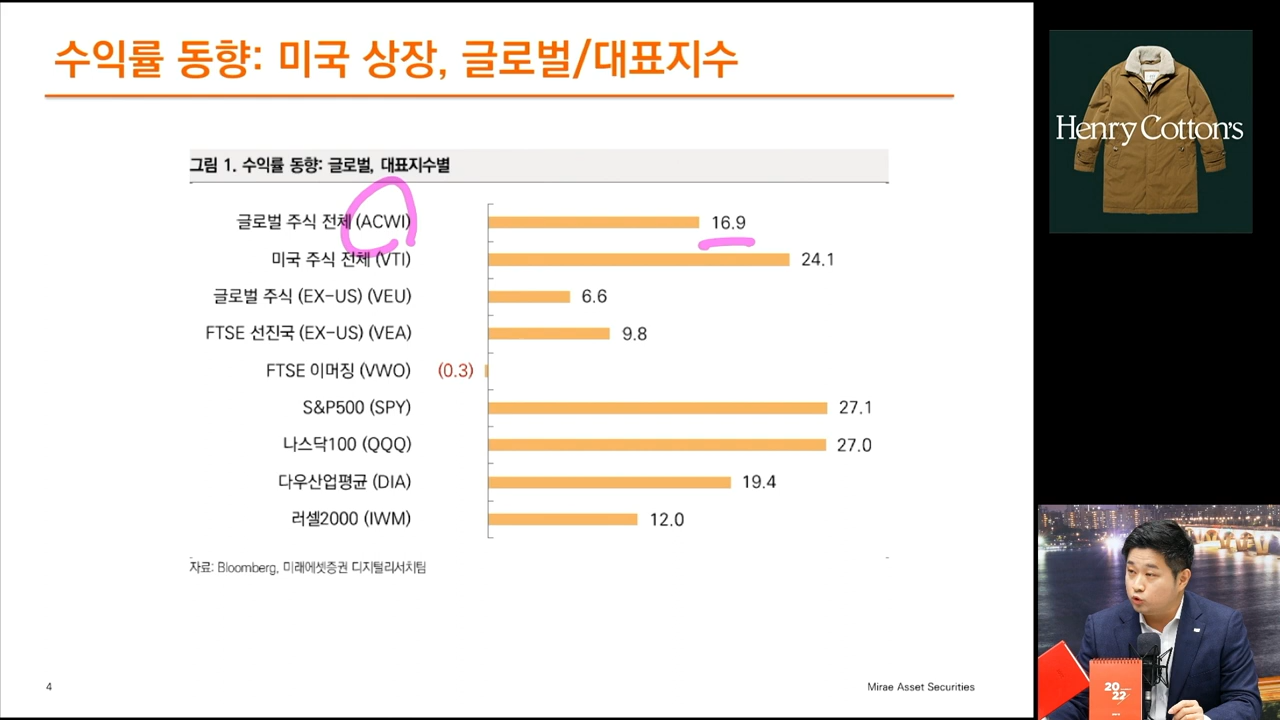 수익률 동향: 미국 상장, 글로벌/대표지수
그림 1. 수익률 동향: 글로벌, 대표지수별
글로벌 주식 전체 (ACWI) 16.9
미국 주식 전체 (VTI) 24.1
글로벌 주식 (EX-US) (VEU) 6.6
FTSE 선진국 (EX-US) (VEA) 9.8
FTSE 이머징 (VWO) (0.3)
S&P500 (SPY) 27.1
나스닥100 (QQQ) 27.0
다우산업평균 (DIA) 19.4
러셀2000 (IWM) 12.0
자료: Bloomberg, 미래에셋증권 디지털리서치팀
4
Mirae Asset Securities
Henry Cotton's
20
22